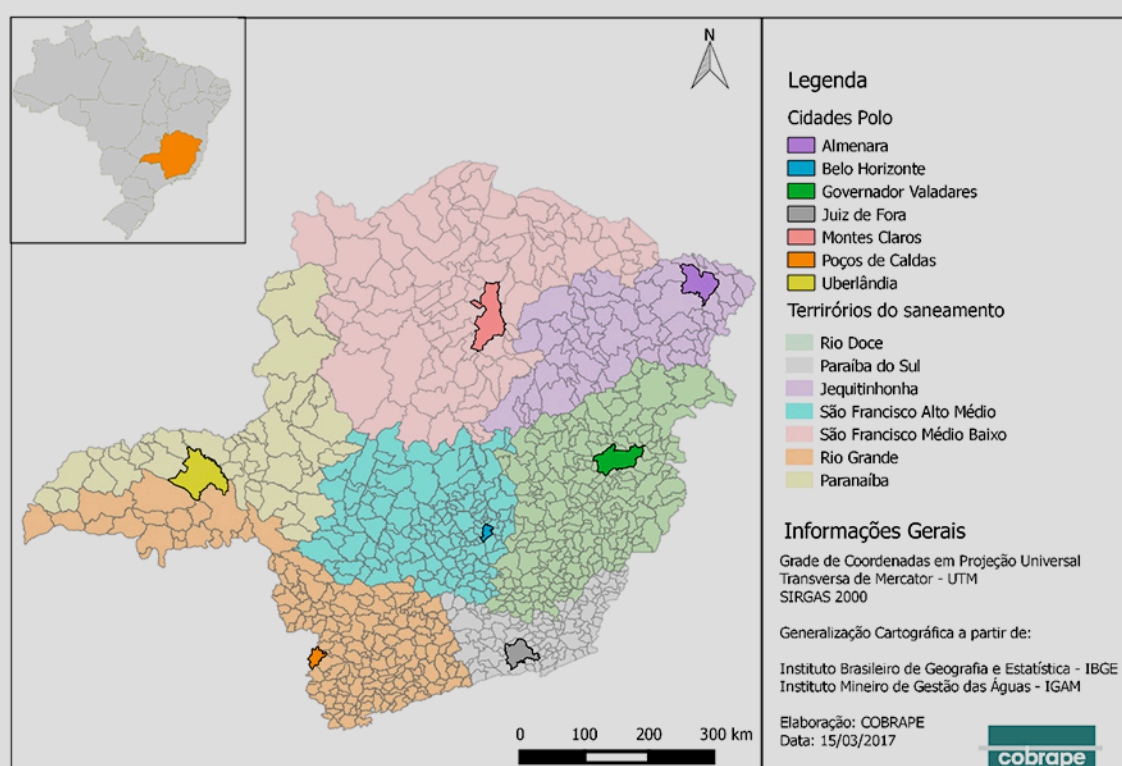 N
Legenda
Cidades Polo
Almenara
Belo Horizonte
Governador Valadares
Juiz de Fora
Montes Claros
Poços de Caldas
Uberlândia
Terrirórios do saneamento
Rio Doce
Paraíba do Sul
Jequitinhonha
São Francisco Alto Médio
São Francisco Médio Baixo
Rio Grande
Paranaíba
Informações Gerais
Grade de Coordenadas em Projeção Universal
Transversa de Mercator - UTM
SIRGAS 2000
Generalização Cartográfica a partir de:
Instituto Brasileiro de Geografia e Estatística - IBGE
Instituto Mineiro de Gestão das Águas - IGAM
Elaboração: COBRAPE
Data: 15/03/2017
cobrape
0 100 200 300 km